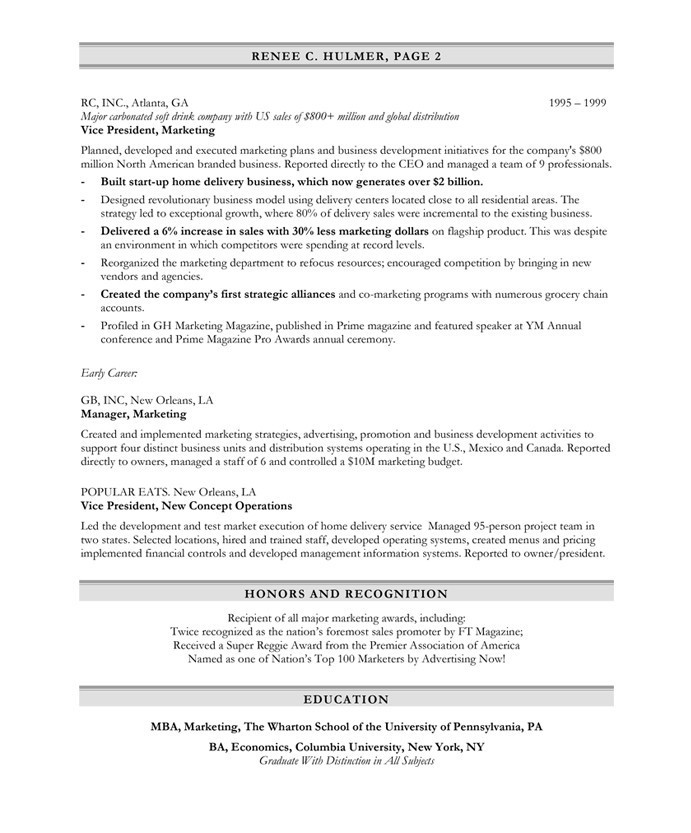 RENEE C. HULMER, PAGE 2
RC, INC., Atlanta, GA 1995 – 1999
Major carbonated soft drink company with US sales of $800+ million and global distribution
Vice President, Marketing
Planned, developed and executed marketing plans and business development initiatives for the company's $800
million North American branded business. Reported directly to the CEO and managed a team of 9 professionals.
- Built start-up home delivery business, which now generates over $2 billion.
- Designed revolutionary business model using delivery centers located close to all residential areas. The
strategy led to exceptional growth, where 80% of delivery sales were incremental to the existing business.
- Delivered a 6% increase in sales with 30% less marketing dollars on flagship product. This was despite
an environment in which competitors were spending at record levels.
- Reorganized the marketing department to refocus resources; encouraged competition by bringing in new
vendors and agencies.
- Created the company's first strategic alliances and co-marketing programs with numerous grocery chain
accounts.
- Profiled in GH Marketing Magazine, published in Prime magazine and featured speaker at YM Annual
conference and Prime Magazine Pro Awards annual ceremony.
Early Career:
GB, INC, New Orleans, LA
Manager, Marketing
Created and implemented marketing strategies, advertising, promotion and business development activities to
support four distinct business units and distribution systems operating in the U.S., Mexico and Canada. Reported
directly to owners, managed a staff of 6 and controlled a $10M marketing budget.
POPULAR EATS. New Orleans, LA
Vice President, New Concept Operations
Led the development and test market execution of home delivery service  Managed 95-person project team in
two states. Selected locations, hired and trained staff, developed operating systems, created menus and pricing
implemented financial controls and developed management information systems. Reported to owner/president.
HONORS AND RECOGNITION
Recipient of all major marketing awards, including:
Twice recognized as the nation's foremost sales promoter by FT Magazine;
Received a Super Reggie Award from the Premier Association of America
Named as one of Nation's Top 100 Marketers by Advertising Now!
EDUCATION
MBA, Marketing, The Wharton School of the University of Pennsylvania, PA
BA, Economics, Columbia University, New York, NY
Graduate With Distinction in All Subjects